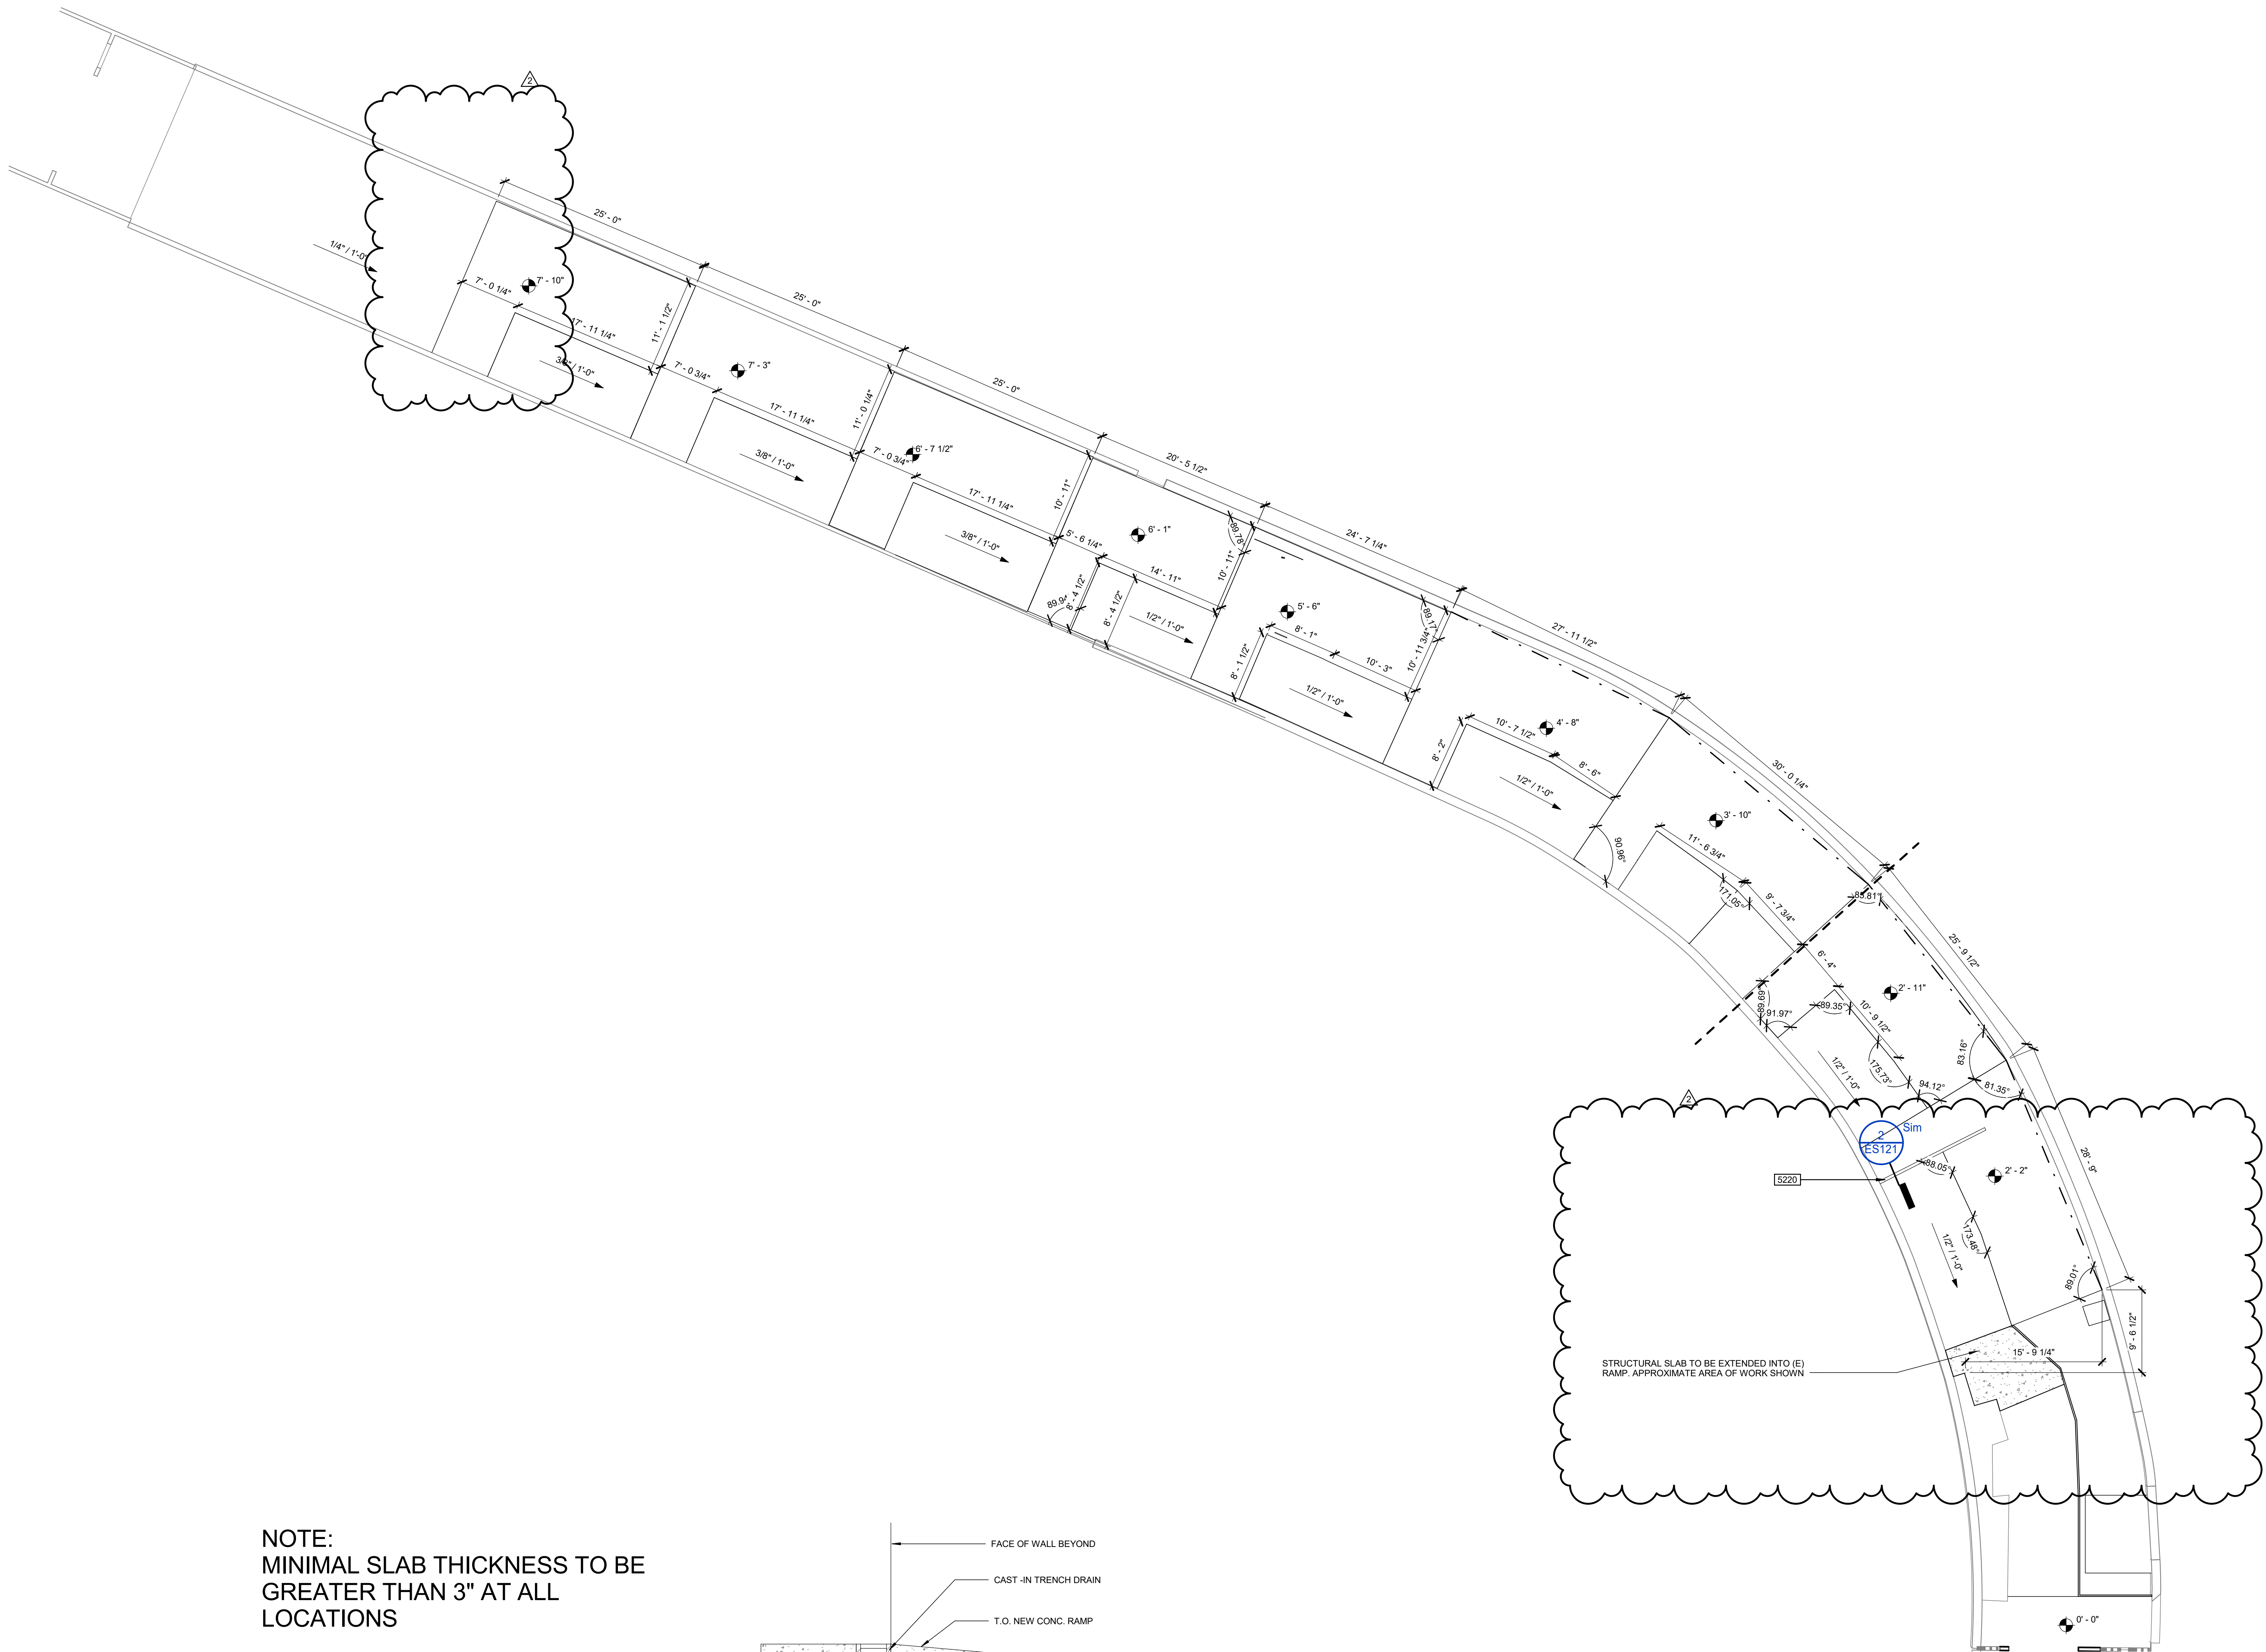 2
25' - 0"
1/4" / 1'-0"
7' - 0 1/4"
7' - 10"
25' - 0"
17' - 11 1/4"
11' - 1 1/2"
3/8" / 1'-0"
7' - 0 3/4"
7' - 3"
25' - 0"
17' - 11 1/4"
11' - 0 1/4"
3/8" / 1'-0"
7' - 0 3/4"
6' - 7 1/2"
20' - 5 1/2"
17' - 11 1/4"
10' - 11"
3/8" / 1'-0"
5' - 6 1/4"
6' - 1"
89.78°
24' - 7 1/4"
14' - 11"
10' - 11"
8' - 4 1/2"
8' - 4 1/2"
1/2" / 1'-0"
5' - 6"
8' - 1"
89.17°
27' - 11 1/2"
8' - 1 1/2"
10' - 3"
10' - 11 3/4"
1/2" / 1'-0"
4' - 8"
10' - 7 1/2"
8' - 2"
8' - 6"
1/2" / 1'-0"
30' - 0 1/4"
3' - 10"
11' - 6 3/4"
90.96°
171.05°
9' - 7 3/4"
25' - 9 1/2"
6' - 4"
2' - 11"
89.69°
91.97°
89.35°
10' - 9 1/2"
1/2" / 1'-0"
175.73°
83.16°
94.12°
81.35°
2
2
ES121
Sim
88.05°
2' - 2"
28' - 9"
5220
173.48°
1/2" / 1'-0"
89.01°
9' - 6 1/2"
15' - 9 1/4"
STRUCTURAL SLAB TO BE EXTENDED INTO (E)
RAMP. APPROXIMATE AREA OF WORK SHOWN
0' - 0"
NOTE:
MINIMAL SLAB THICKNESS TO BE
GREATER THAN 3" AT ALL
LOCATIONS
FACE OF WALL BEYOND
CAST -IN TRENCH DRAIN
T.O. NEW CONC. RAMP